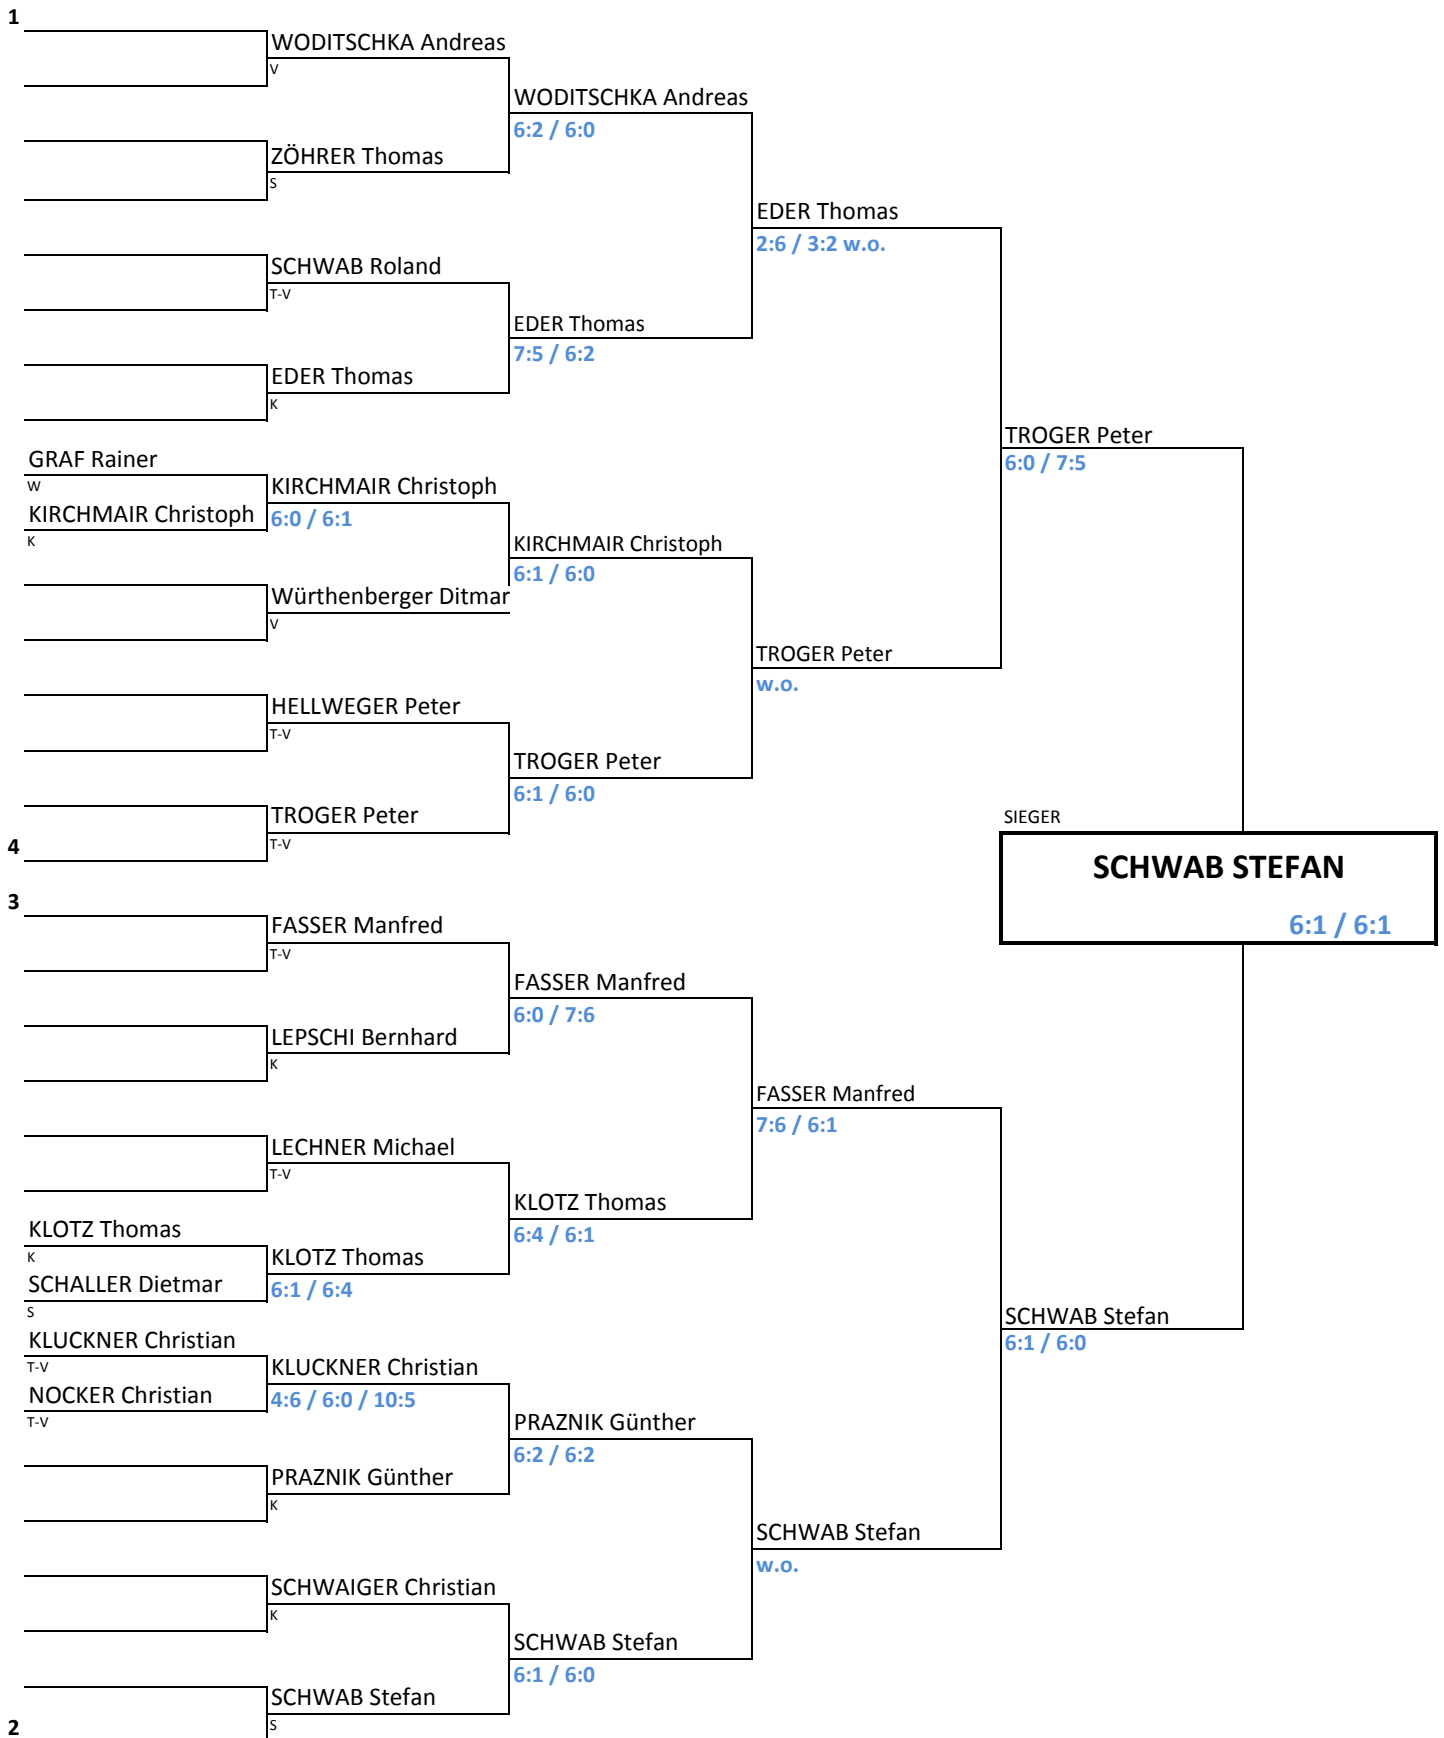 1
WODITSCHKA Andreas
V
WODITSCHKA Andreas
6:2 / 6:0
ZÖHRER Thomas
S
EDER Thomas
2:6 / 3:2 w.o.
SCHWAB Roland
T-V
EDER Thomas
7:5 / 6:2
EDER Thomas
K
TROGER Peter
6:0 / 7:5
GRAF Rainer
W
KIRCHMAIR Christoph
KIRCHMAIR Christoph
6:0 / 6:1
K
KIRCHMAIR Christoph
6:1 / 6:0
Würthenberger Ditmar
V
TROGER Peter
w.o.
HELLWEGER Peter
T-V
TROGER Peter
6:1 / 6:0
TROGER Peter
T-V
4
SIEGER
SCHWAB STEFAN
6:1 / 6:1
3
FASSER Manfred
T-V
FASSER Manfred
6:0 / 7:6
LEPSCHI Bernhard
K
FASSER Manfred
7:6 / 6:1
LECHNER Michael
T-V
KLOTZ Thomas
6:4 / 6:1
KLOTZ Thomas
K
KLOTZ Thomas
SCHALLER Dietmar
6:1 / 6:4
S
SCHWAB Stefan
6:1 / 6:0
KLUCKNER Christian
T-V
KLUCKNER Christian
NOCKER Christian
4:6 / 6:0 / 10:5
T-V
PRAZNIK Günther
6:2 / 6:2
PRAZNIK Günther
K
SCHWAB Stefan
w.o.
SCHWAIGER Christian
K
SCHWAB Stefan
6:1 / 6:0
SCHWAB Stefan
S
2